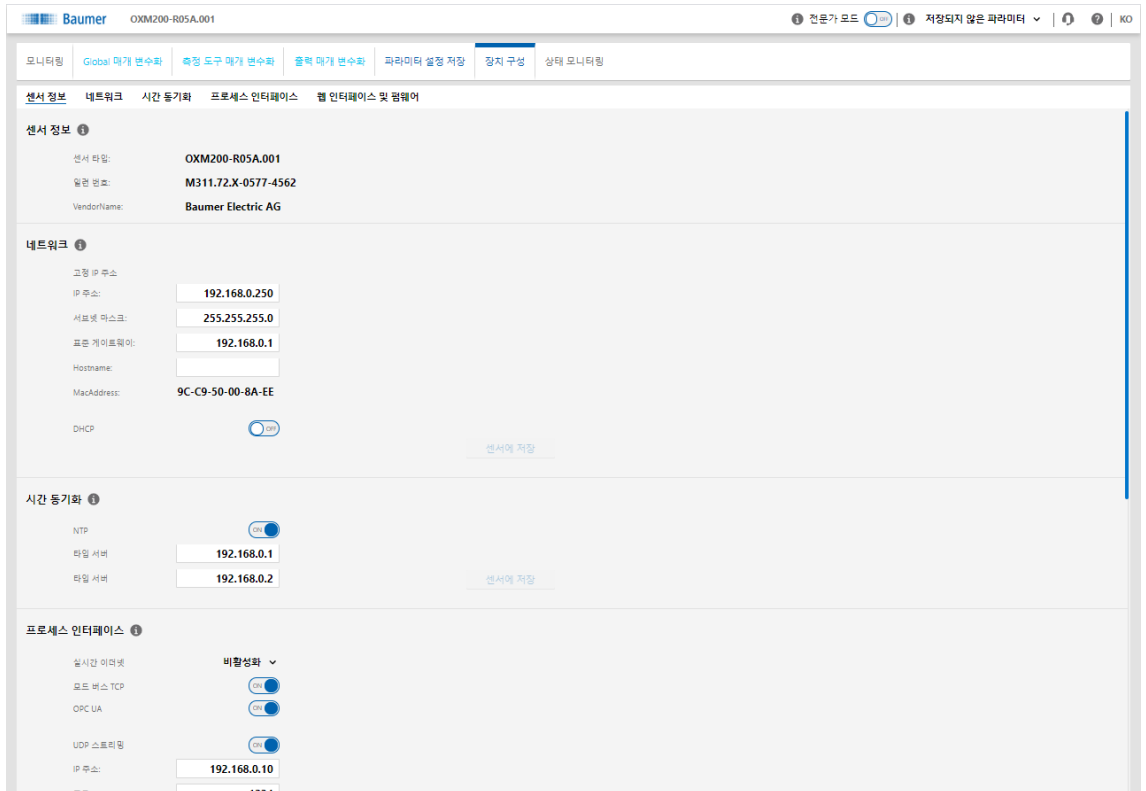 Baumer OXM200-R05A.001 전문가 모드 OFF 저장되지 않은 파라미터 KO
모니터링 Global 매개 변수화 측정 도구 매개 변수화 출력 매개 변수화 파라미터 설정 저장 장치 구성 상태 모니터링
센서 정보 네트워크 시간 동기화 프로세스 인터페이스 웹 인터페이스 및 펌웨어
센서 정보
센서 타입: OXM200-R05A.001
일련 번호: M311.72.X-0577-4562
VendorName: Baumer Electric AG
네트워크
고정 IP 주소
IP 주소: 192.168.0.250
서브넷 마스크: 255.255.255.0
표준 게이트웨이: 192.168.0.1
Hostname:
MacAddress: 9C-C9-50-00-8A-EE
DHCP OFF
센서에 저장
시간 동기화
NTP ON
타임 서버 192.168.0.1
타임 서버 192.168.0.2 센서에 저장
프로세스 인터페이스
실시간 이더넷 비활성화
모드 버스 TCP ON
OPC UA ON
UDP 스트리밍 ON
IP 주소: 192.168.0.10